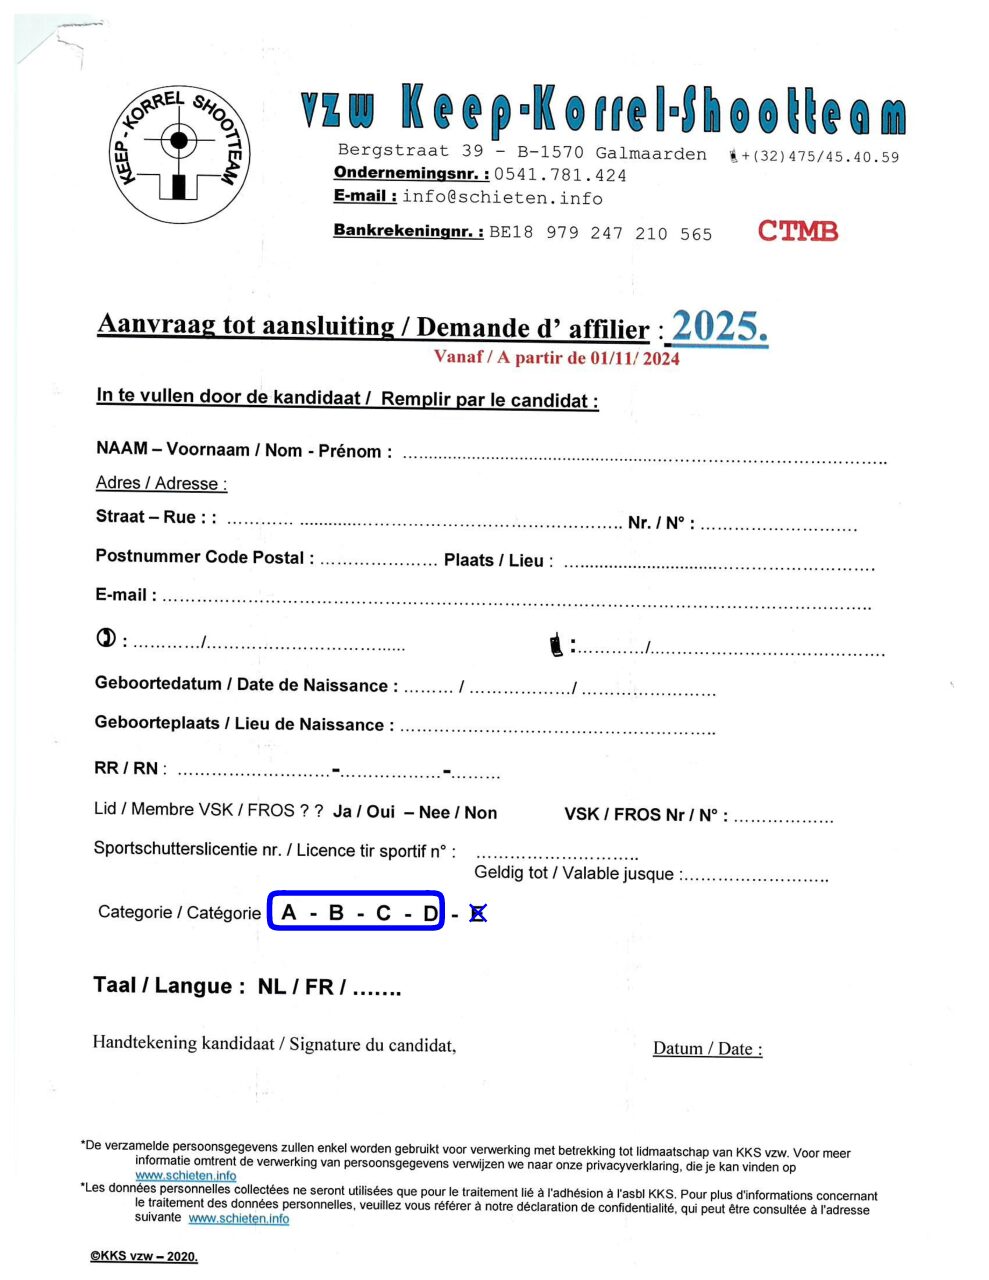 KEEP-KORREL SHOOTTEAM
vzw Keep-Korrel-Shootteam
Bergstraat 39 - B-1570 Galmaarden +(32)475/45.40.59
Ondernemingsnr. : 0541.781.424
E-mail : info@schieten.info
Bankrekeningnr. : BE18 979 247 210 565 CTMB
Aanvraag tot aansluiting / Demande d' affilier : 2025.
Vanaf / A partir de 01/11/ 2024
In te vullen door de kandidaat / Remplir par le candidat :
NAAM – Voornaam / Nom - Prénom : ……………………………………………………
Adres / Adresse :
Straat – Rue : : ………… …………………………………………. Nr. / N° : ……………………
Postnummer Code Postal : ………………… Plaats / Lieu : …………………………………………
E-mail : ……………………………………………………………………………………
: …………/………………………………… :…………/…………………………………
Geboortedatum / Date de Naissance : ……… / ………………/ …………………
Geboorteplaats / Lieu de Naissance : ………………………………………………
RR / RN : ………………………-………………-………
Lid / Membre VSK / FROS ? ? Ja / Oui – Nee / Non VSK / FROS Nr / N° : ………………
Sportschutterslicentie nr. / Licence tir sportif n° : ………………………
Geldig tot / Valable jusque :……………………
Categorie / Catégorie A - B - C - D - E
Taal / Langue : NL / FR / …….
Handtekening kandidaat / Signature du candidat, Datum / Date :
*De verzamelde persoonsgegevens zullen enkel worden gebruikt voor verwerking met betrekking tot lidmaatschap van KKS vzw. Voor meer
informatie omtrent de verwerking van persoonsgegevens verwijzen we naar onze privacyverklaring, die je kan vinden op
www.schieten.info
*Les données personnelles collectées ne seront utilisées que pour le traitement lié à l'adhésion à l'asbl KKS. Pour plus d'informations concernant
le traitement des données personnelles, veuillez vous référer à notre déclaration de confidentialité, qui peut être consultée à l'adresse
suivante www.schieten.info
©KKS vzw – 2020.